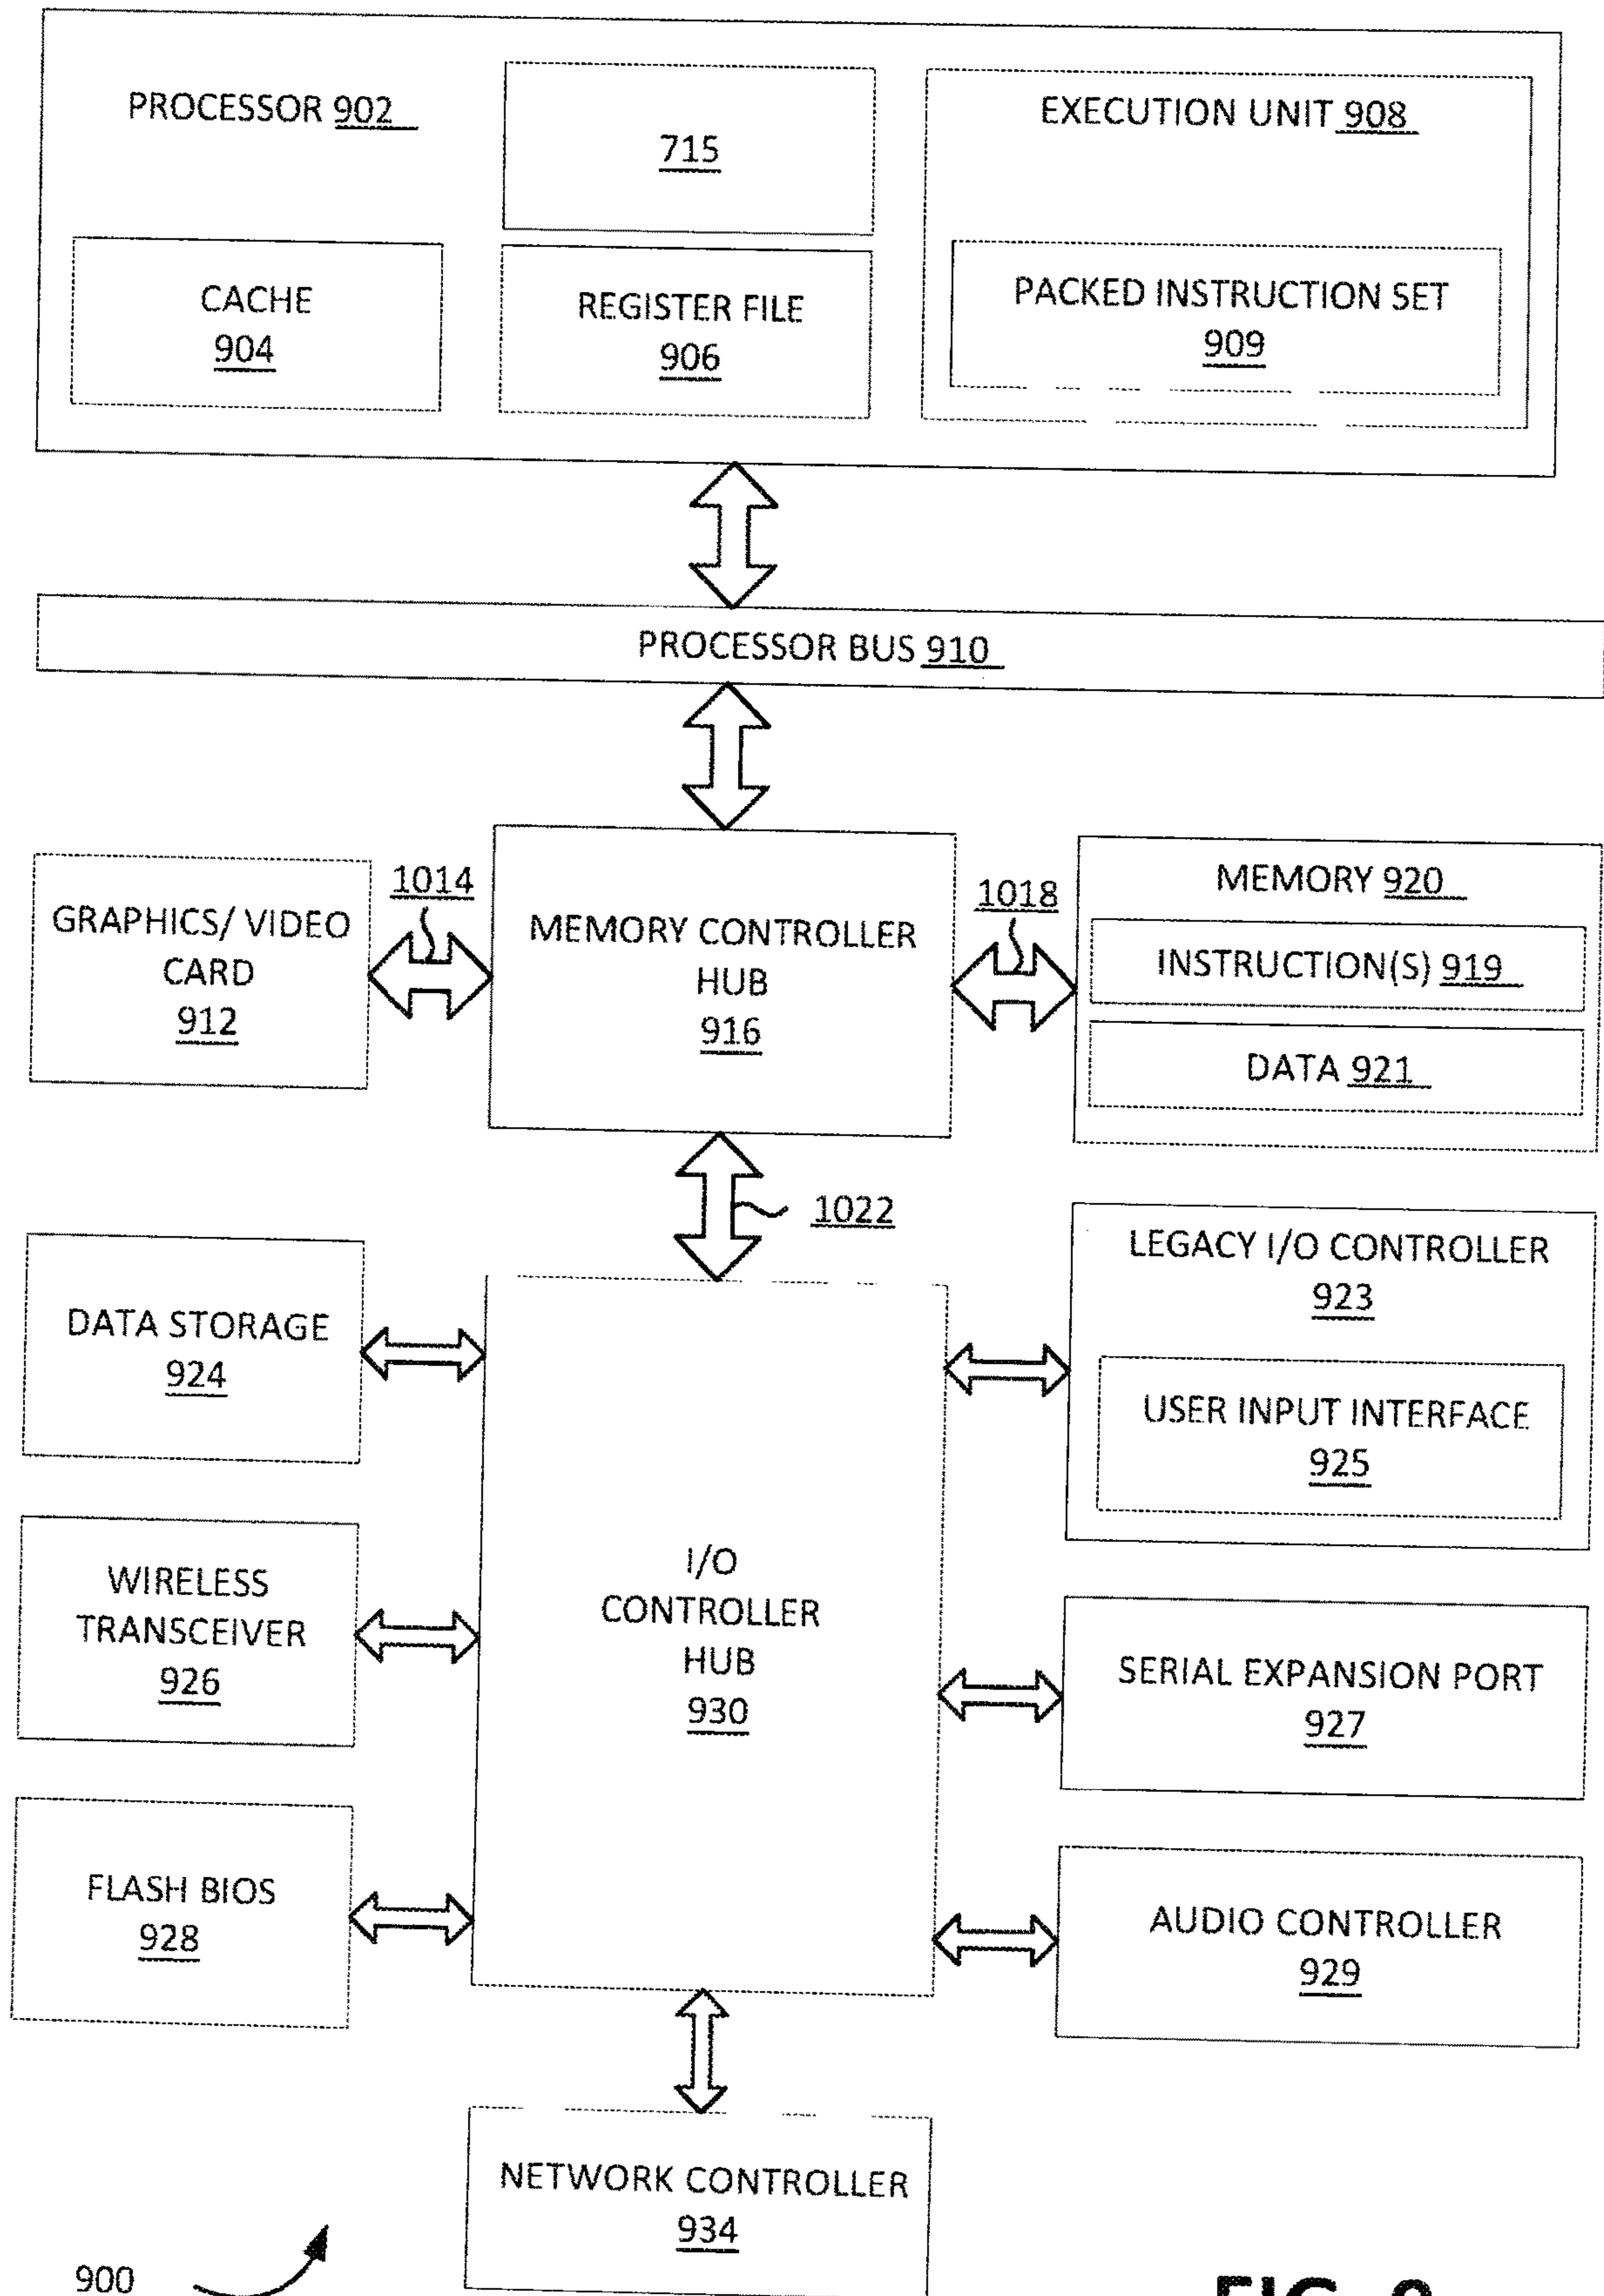 PROCESSOR 902
715
EXECUTION UNIT 908
CACHE
904
REGISTER FILE
906
PACKED INSTRUCTION SET
909
PROCESSOR BUS 910
GRAPHICS/ VIDEO
CARD
912
1014
MEMORY CONTROLLER
HUB
916
1018
MEMORY 920
INSTRUCTION(S) 919
DATA 921
1022
DATA STORAGE
924
LEGACY I/O CONTROLLER
923
USER INPUT INTERFACE
925
WIRELESS
TRANSCEIVER
926
I/O
CONTROLLER
HUB
930
SERIAL EXPANSION PORT
927
FLASH BIOS
928
AUDIO CONTROLLER
929
NETWORK CONTROLLER
934
900
FIG. 9